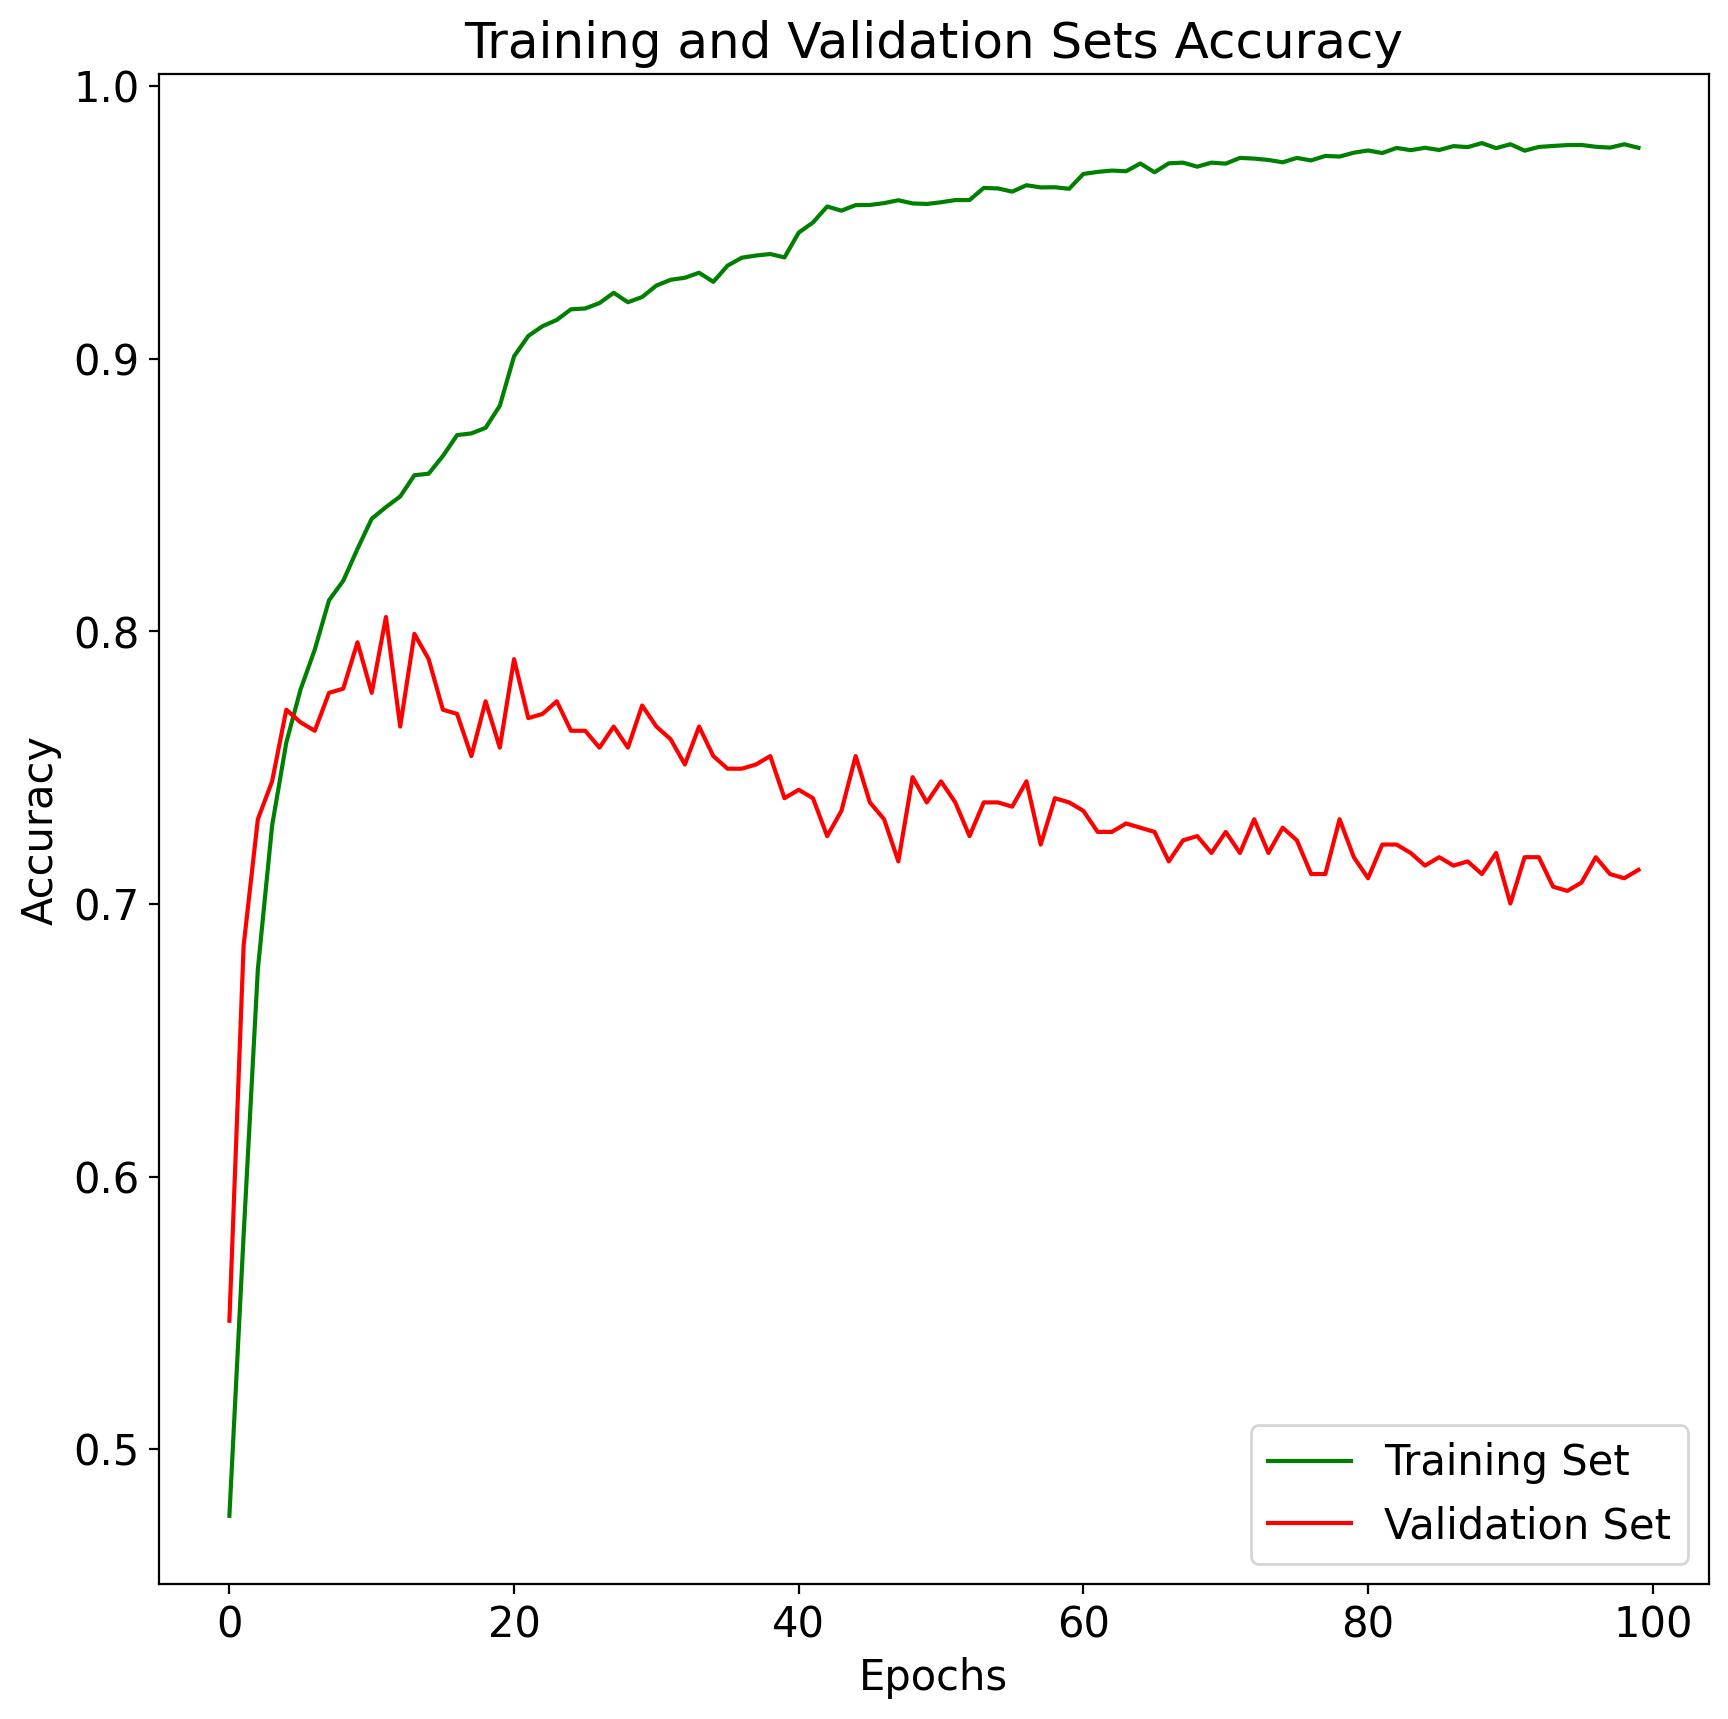 Training and Validation Sets Accuracy
1.0
0.9
0.8
0.7
0.6
0.5
Accuracy
0
20
40
60
80
100
Epochs
Training Set
Validation Set